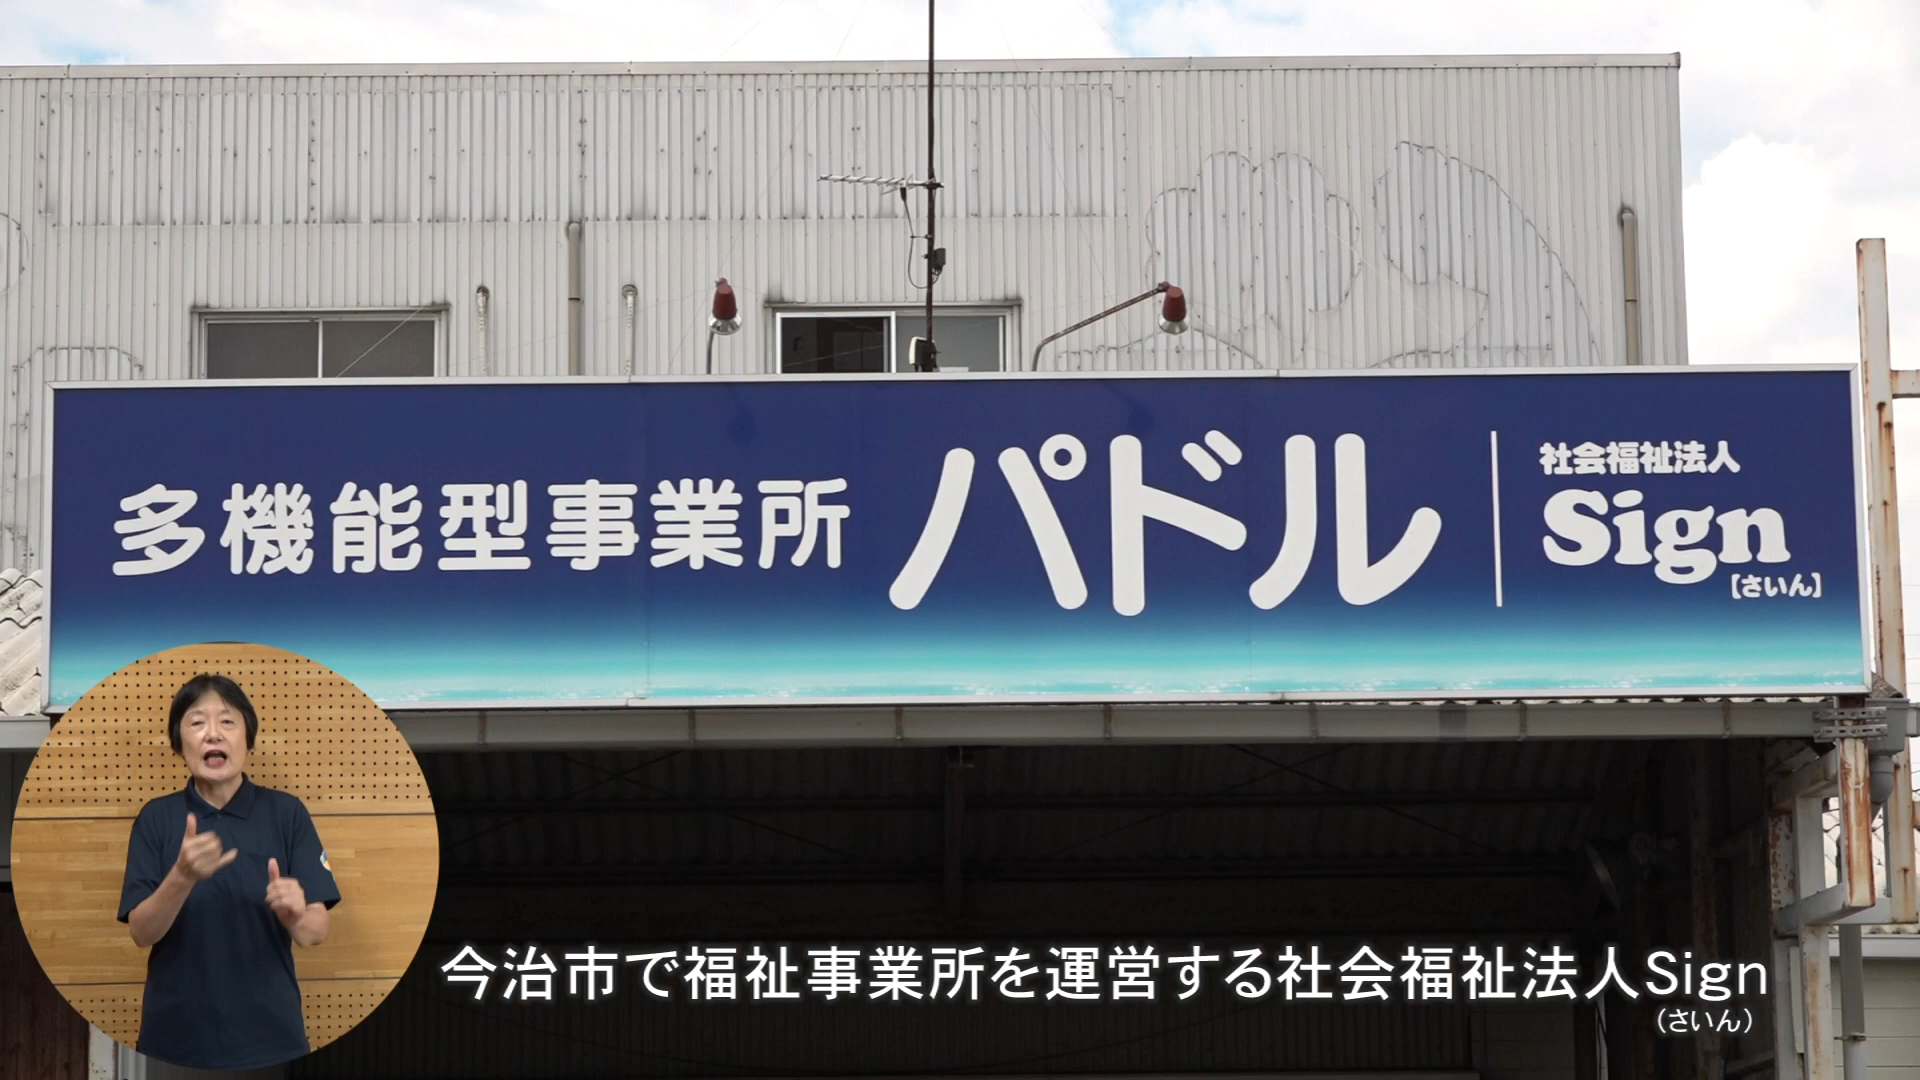 多機能型事業所 パドル
社会福祉法人
Sign
【さいん】
今治市で福祉事業所を運営する社会福祉法人Sign
（さいん）